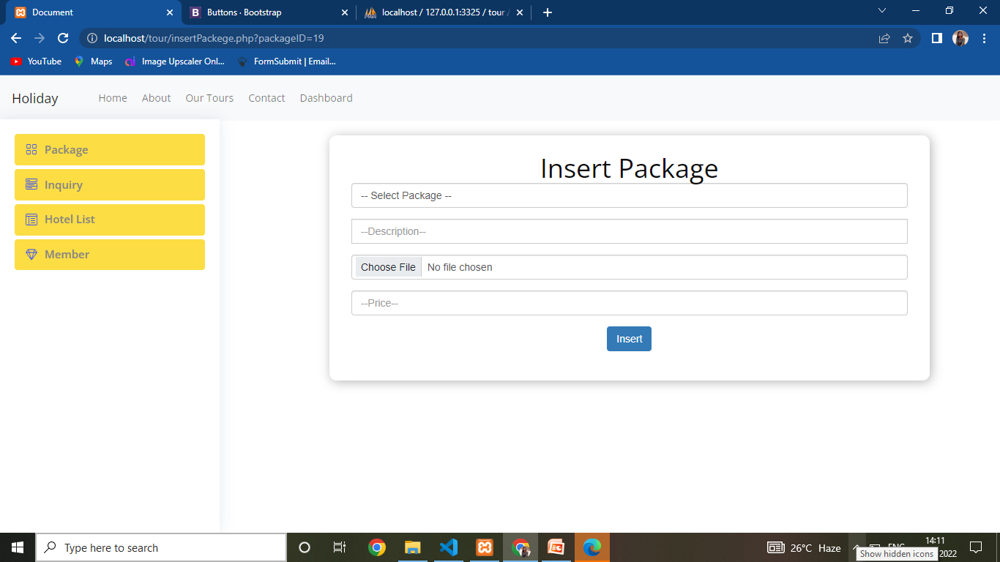 Document
Buttons · Bootstrap
localhost / 127.0.0.1:3325 / tour /
localhost/tour/insertPackege.php?packageID=19
YouTube
Maps
Image Upscaler Onl...
FormSubmit | Email...
Holiday
Home
About
Our Tours
Contact
Dashboard
Package
Inquiry
Hotel List
Member
Insert Package
-- Select Package --
--Description--
Choose File No file chosen
--Price--
Insert
Type here to search
26°C Haze
14:11
2022
Show hidden icons